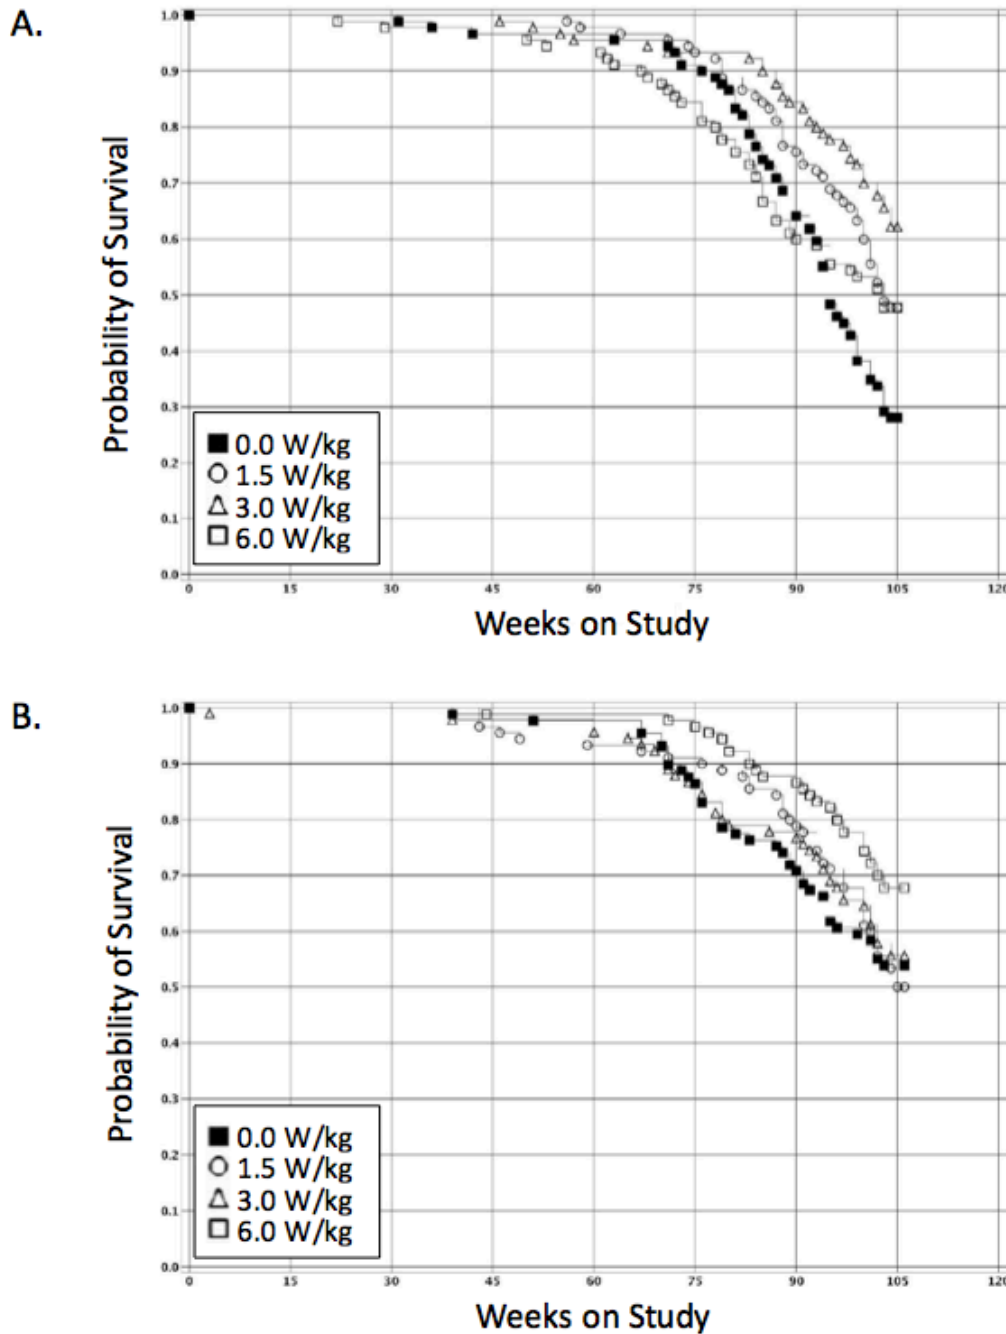 A.
Probability of Survival
1.0
0.9
0.8
0.7
0.6
0.5
0.4
0.3
0.2
0.1
0.0
0.0 W/kg
1.5 W/kg
3.0 W/kg
6.0 W/kg
0 15 30 45 60 75 90 105 120
Weeks on Study
B.
Probability of Survival
1.0
0.9
0.8
0.7
0.6
0.5
0.4
0.3
0.2
0.1
0.0
0.0 W/kg
1.5 W/kg
3.0 W/kg
6.0 W/kg
0 15 30 45 60 75 90 105 120
Weeks on Study